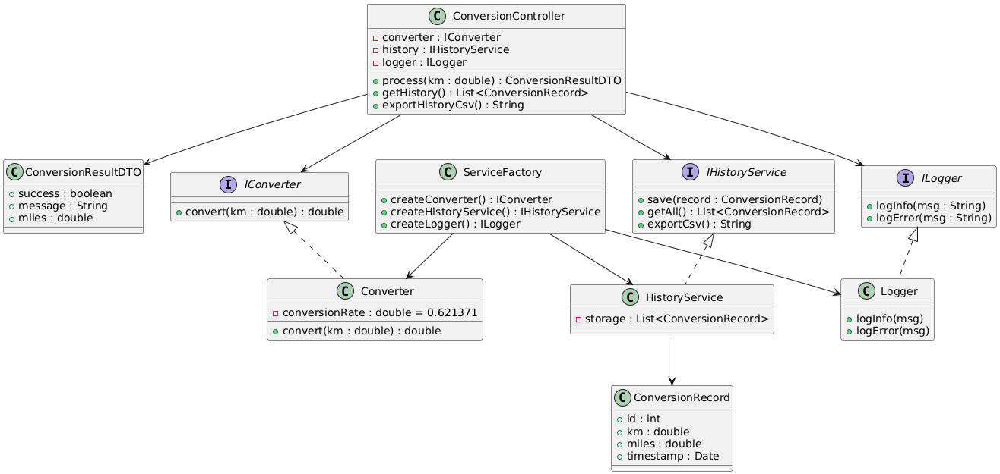 C ConversionController
converter : IConverter
history : IHistoryService
logger : ILogger
process(km : double) : ConversionResultDTO
getHistory() : List<ConversionRecord>
exportHistoryCsv() : String
C ConversionResultDTO
success : boolean
message : String
miles : double
I IConverter
convert(km : double) : double
C ServiceFactory
createConverter() : IConverter
createHistoryService() : IHistoryService
createLogger() : ILogger
I IHistoryService
save(record : ConversionRecord)
getAll() : List<ConversionRecord>
exportCsv() : String
I ILogger
logInfo(msg : String)
logError(msg : String)
C Converter
conversionRate : double = 0.621371
convert(km : double) : double
C HistoryService
storage : List<ConversionRecord>
C Logger
logInfo(msg)
logError(msg)
C ConversionRecord
id : int
km : double
miles : double
timestamp : Date